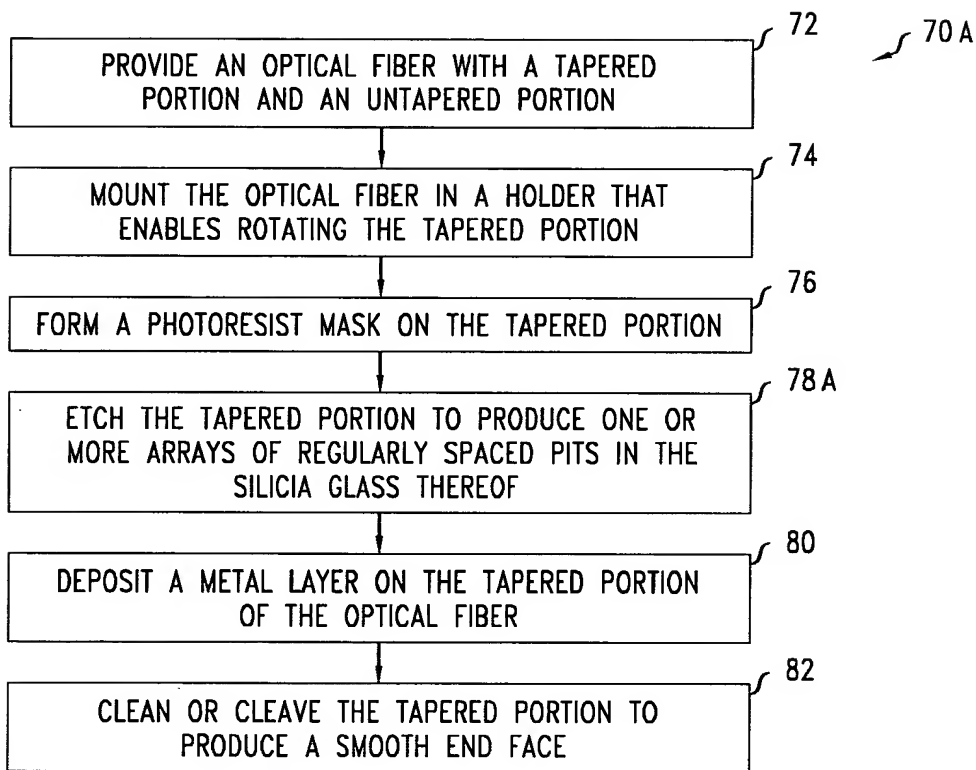 72
70 A
PROVIDE AN OPTICAL FIBER WITH A TAPERED
PORTION AND AN UNTAPERED PORTION
74
MOUNT THE OPTICAL FIBER IN A HOLDER THAT
ENABLES ROTATING THE TAPERED PORTION
76
FORM A PHOTORESIST MASK ON THE TAPERED PORTION
78 A
ETCH THE TAPERED PORTION TO PRODUCE ONE OR
MORE ARRAYS OF REGULARLY SPACED PITS IN THE
SILICIA GLASS THEREOF
80
DEPOSIT A METAL LAYER ON THE TAPERED PORTION
OF THE OPTICAL FIBER
82
CLEAN OR CLEAVE THE TAPERED PORTION TO
PRODUCE A SMOOTH END FACE